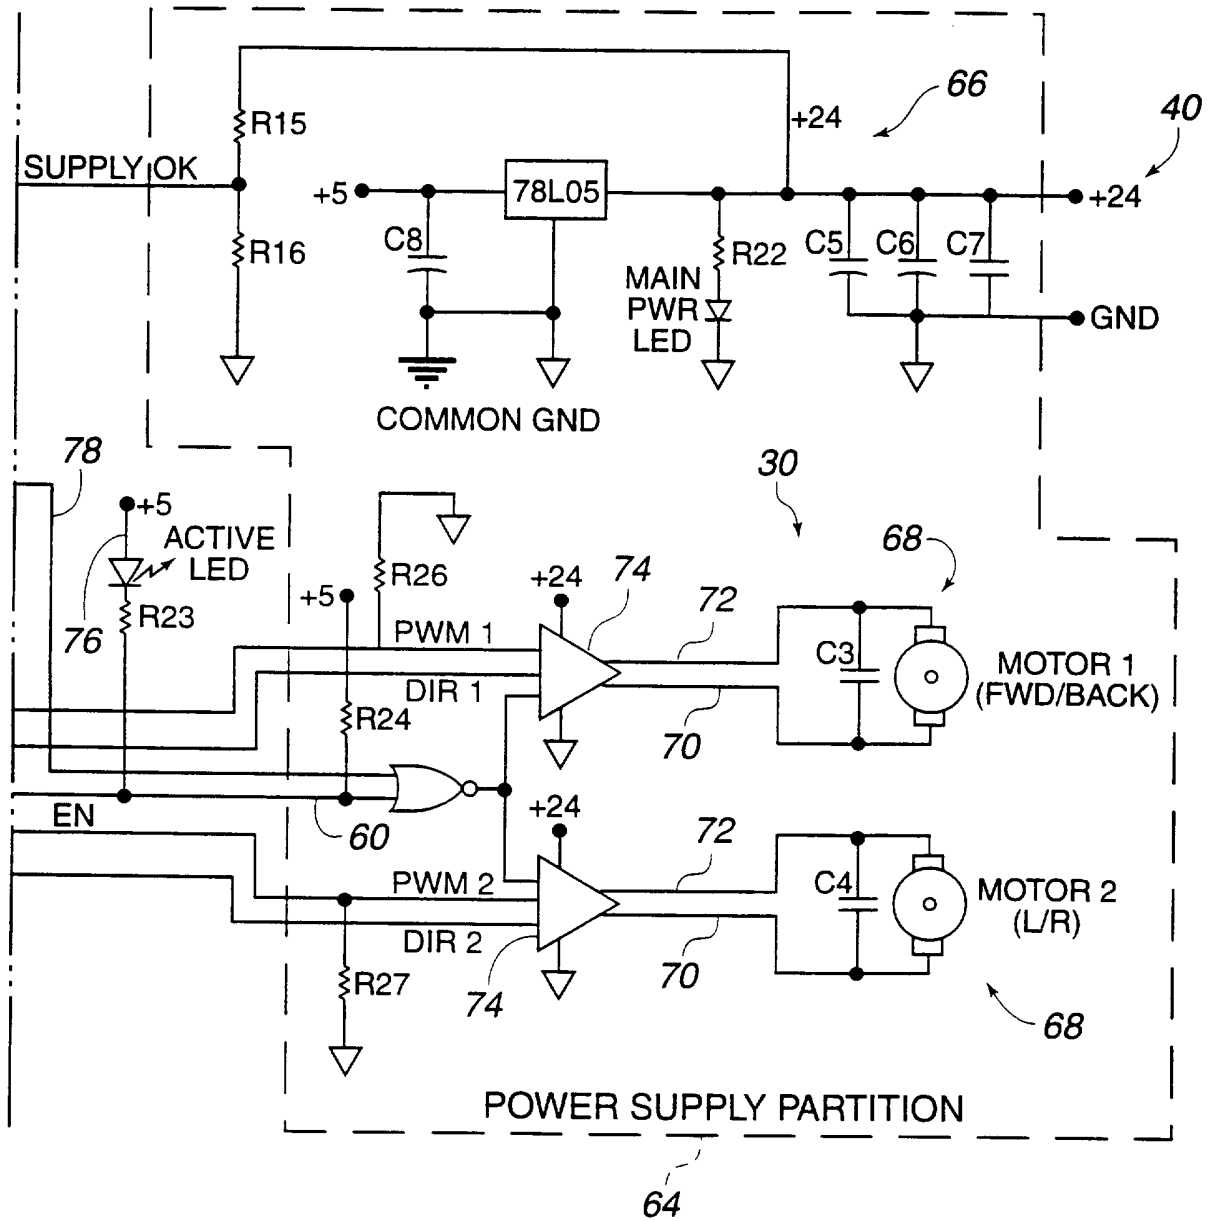 66
40
+24
R15
SUPPLY OK
+5
78L05
+24
R16
C8
R22
C5
C6
C7
MAIN
PWR
LED
GND
COMMON GND
78
30
+5
ACTIVE
LED
68
74
+24
R26
+5
72
R23
76
PWM 1
C3
MOTOR 1
(FWD/BACK)
DIR 1
R24
70
+24
EN
60
72
PWM 2
C4
MOTOR 2
(L/R)
DIR 2
70
R27
74
68
POWER SUPPLY PARTITION
64